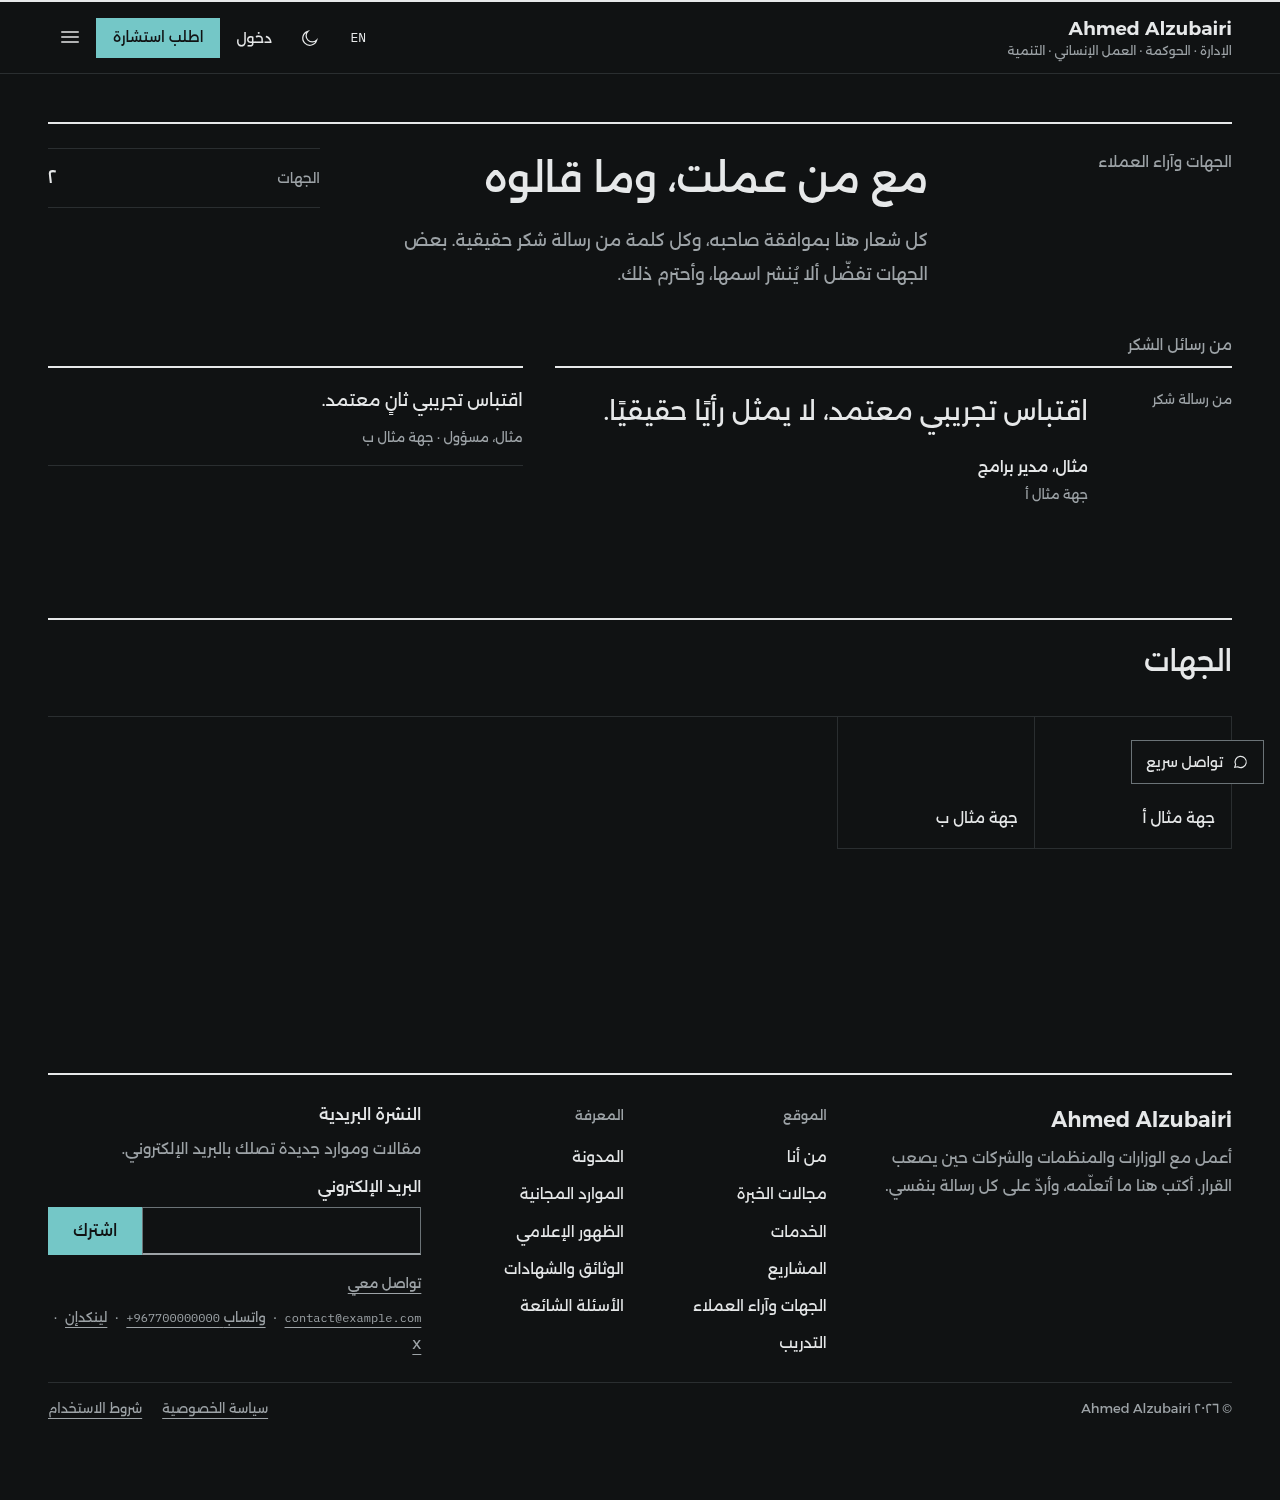 Ahmed Alzubairi
الإدارة · الحوكمة · العمل الإنساني · التنمية
EN
دخول
اطلب استشارة
الجهات وآراء العملاء
مع من عملت، وما قالوه
كل شعار هنا بموافقة صاحبه، وكل كلمة من رسالة شكر حقيقية. بعض
الجهات تفضّل ألا يُنشر اسمها، وأحترم ذلك.
الجهات
٢
من رسائل الشكر
من رسالة شكر
اقتباس تجريبي معتمد، لا يمثل رأيًا حقيقيًا.
مثال، مدير برامج
جهة مثال أ
اقتباس تجريبي ثانٍ معتمد.
مثال، مسؤول · جهة مثال ب
الجهات
تواصل سريع
جهة مثال أ
جهة مثال ب
Ahmed Alzubairi
أعمل مع الوزارات والمنظمات والشركات حين يصعب
القرار. أكتب هنا ما أتعلّمه، وأردّ على كل رسالة بنفسي.
الموقع
من أنا
مجالات الخبرة
الخدمات
المشاريع
الجهات وآراء العملاء
التدريب
المعرفة
المدونة
الموارد المجانية
الظهور الإعلامي
الوثائق والشهادات
الأسئلة الشائعة
النشرة البريدية
مقالات وموارد جديدة تصلك بالبريد الإلكتروني.
البريد الإلكتروني
اشترك
تواصل معي
contact@example.com · واتساب +967700000000 · لينكدإن ·
X
© ٢٠٢٦ Ahmed Alzubairi
سياسة الخصوصية
شروط الاستخدام